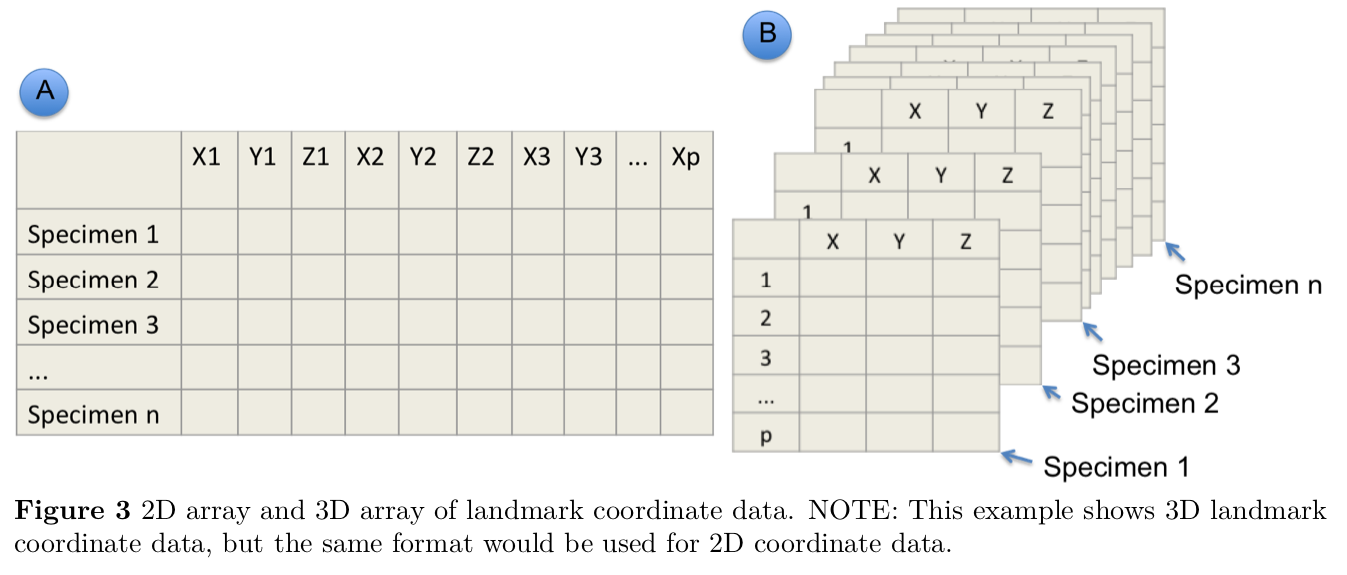 A
X1 Y1 Z1 X2 Y2 Z2 X3 Y3 ... Xp
Specimen 1
Specimen 2
Specimen 3
...
Specimen n
B
X Y Z
1
X Y Z
1
X Y Z
1
2
3
...
p
Specimen n
Specimen 3
Specimen 2
Specimen 1
Figure 3 2D array and 3D array of landmark coordinate data. NOTE: This example shows 3D landmark
coordinate data, but the same format would be used for 2D coordinate data.